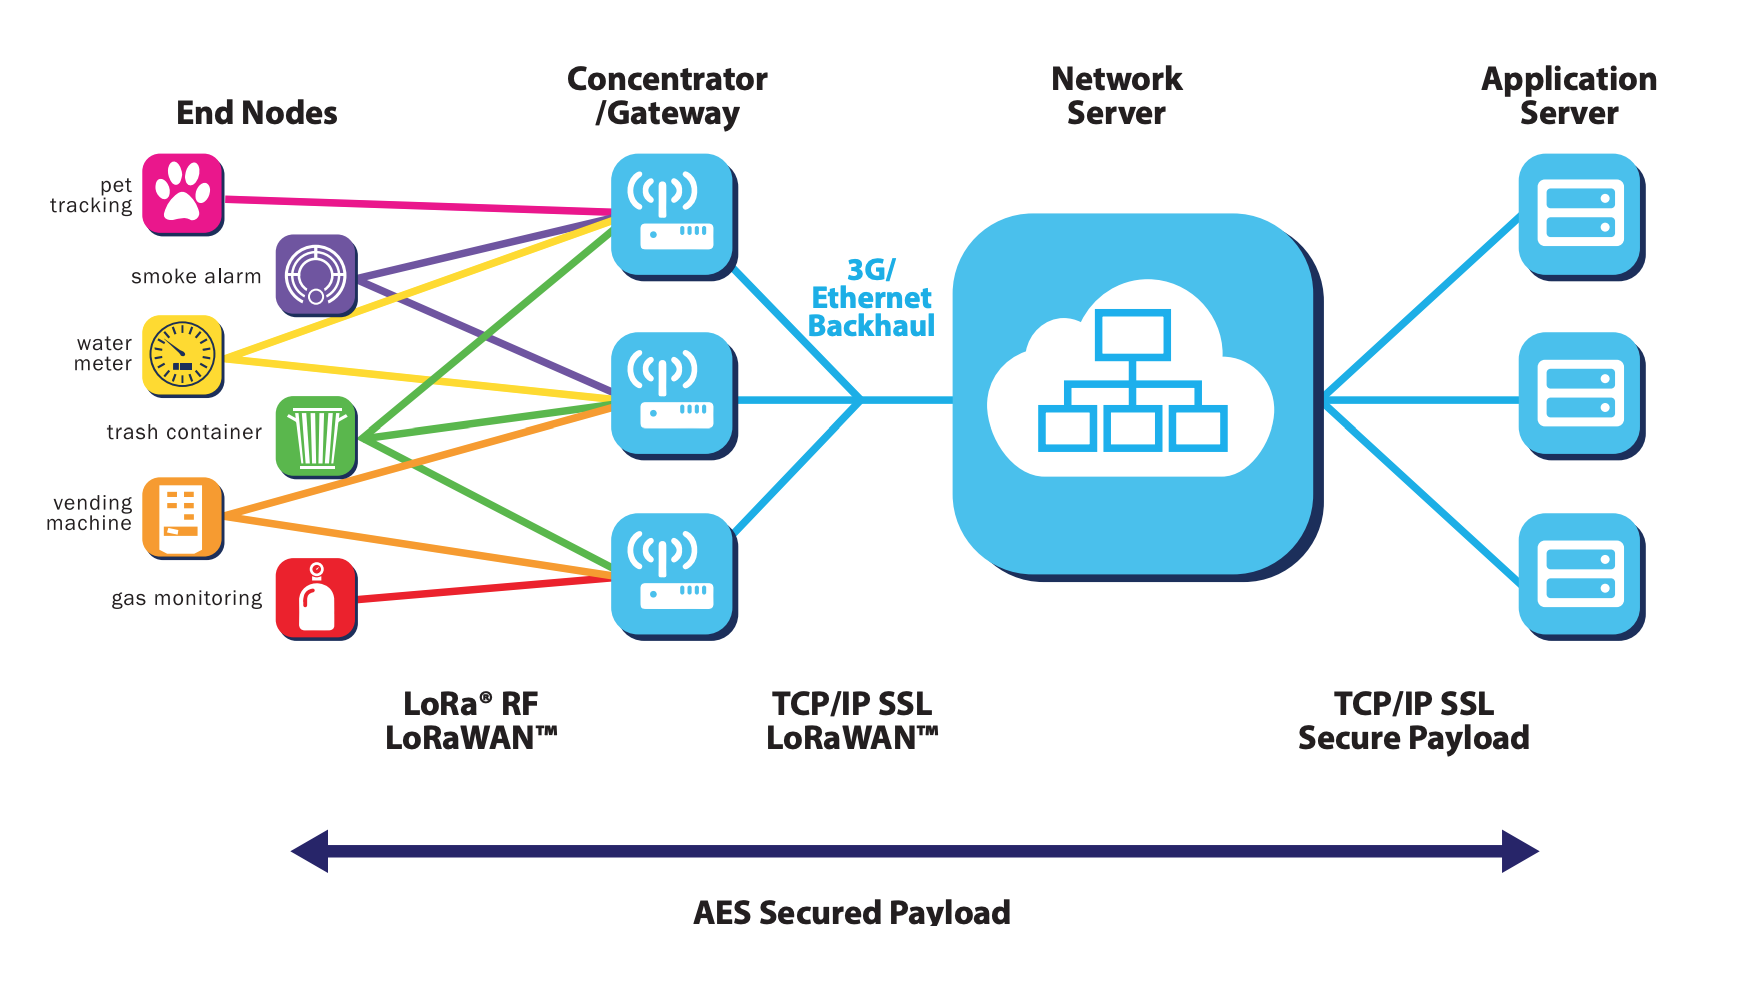 End Nodes
Concentrator
/Gateway
Network
Server
Application
Server
pet
tracking
smoke alarm
water
meter
trash container
vending
machine
gas monitoring
3G/
Ethernet
Backhaul
LoRa® RF
LoRaWAN™
TCP/IP SSL
LoRaWAN™
TCP/IP SSL
Secure Payload
AES Secured Payload